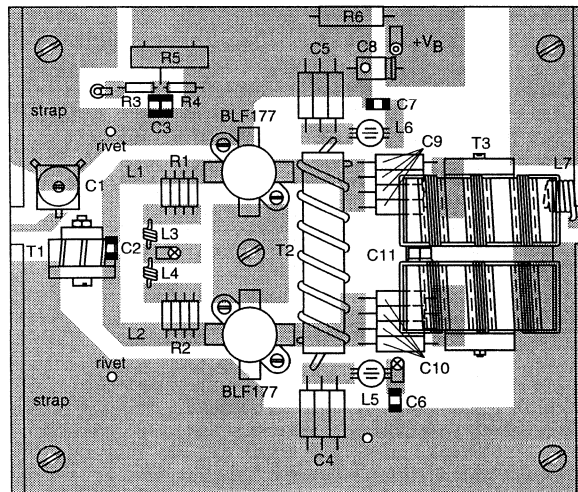 R6
C5
C8
+VB
R5
strap
R3
R4
C3
BLF177
C7
L6
rivet
C9
T3
L7
L1
R1
C1
L3
T1
C2
T2
C11
L4
L2
R2
rivet
BLF177
C10
L5
C6
strap
C4